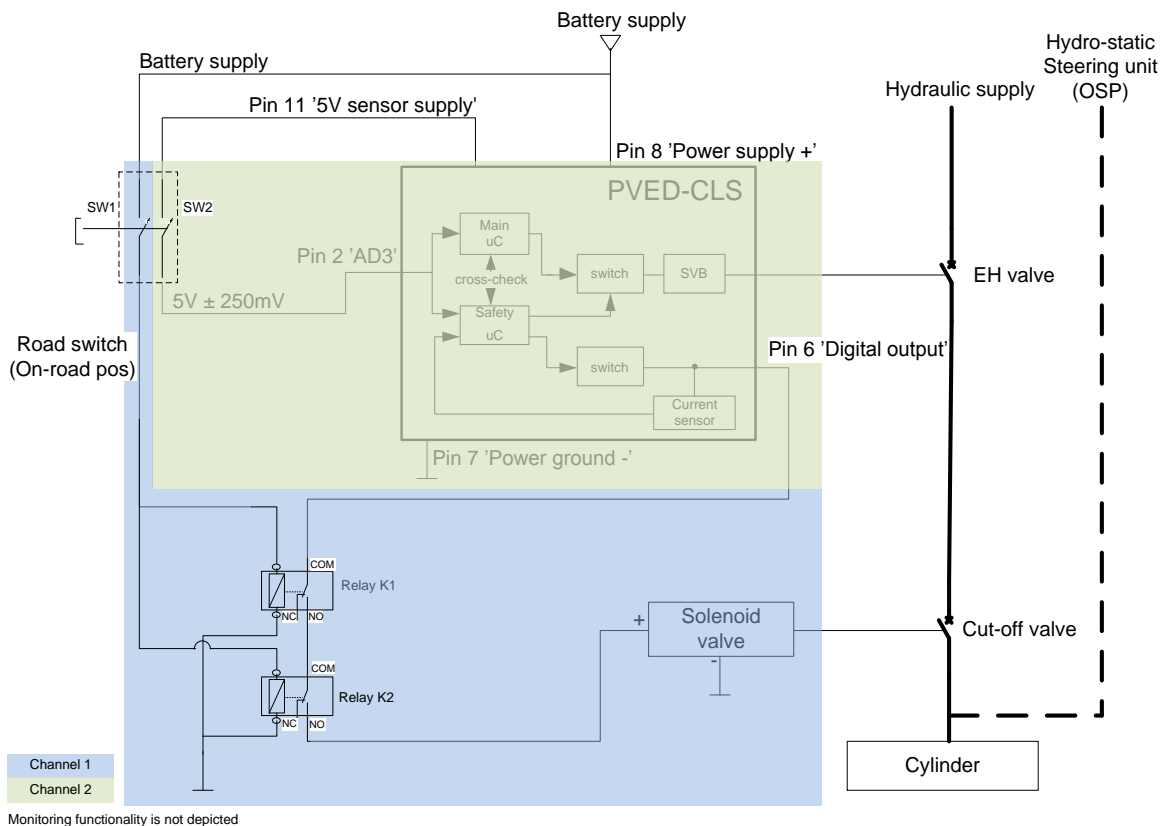 Battery supply
Battery supply
Hydro-static
Steering unit
(OSP)
Pin 11 '5V sensor supply'
Hydraulic supply
Pin 8 'Power supply +'
PVED-CLS
SW1
SW2
Main
uC
Pin 2 'AD3'
cross-check
switch
SVB
EH valve
5V ± 250mV
Safety
uC
Road switch
(On-road pos)
Pin 6 'Digital output'
switch
Current
sensor
Pin 7 'Power ground -'
COM
Relay K1
NC
NO
Solenoid
valve
+
-
Cut-off valve
COM
Relay K2
NC
NO
Channel 1
Channel 2
Cylinder
Monitoring functionality is not depicted